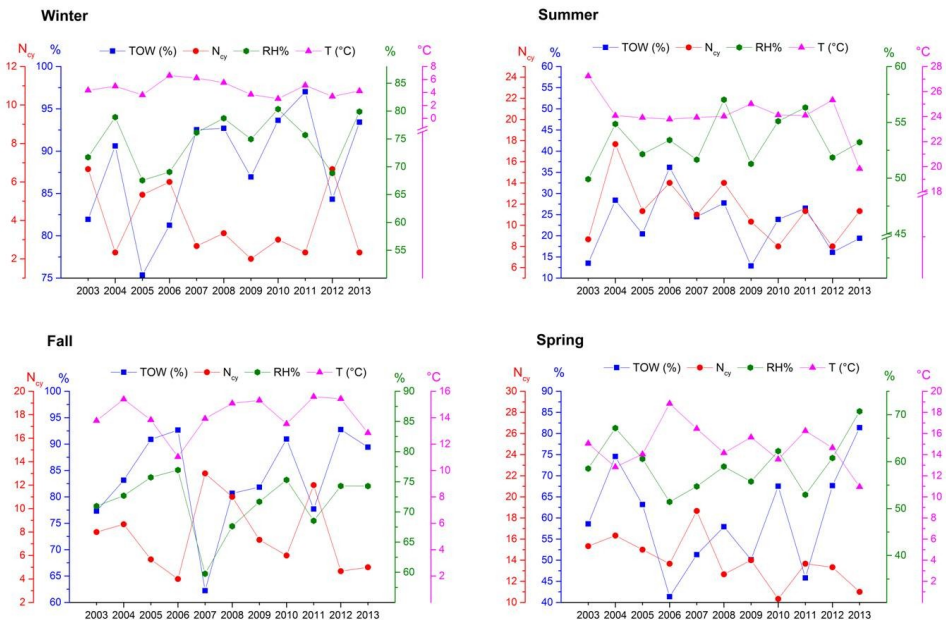 Winter
N_cy % % °C
TOW (%) N_cy RH% T (°C)
12 10 8 6 4 2
100 95 90 85 80 75
85 80 75 70 65 60 55
8 6 4 2 0
2003 2004 2005 2006 2007 2008 2009 2010 2011 2012 2013
Summer
N_cy % % °C
TOW (%) N_cy RH% T (°C)
24 22 20 18 16 14 12 10 8 6
60 55 50 45 40 35 30 25 20 15 10
60 55 50 45
28 26 24 22 20 18
2003 2004 2005 2006 2007 2008 2009 2010 2011 2012 2013
Fall
N_cy % % °C
TOW (%) N_cy RH% T (°C)
20 18 16 14 12 10 8 6 4 2
100 95 90 85 80 75 70 65 60
90 85 80 75 70 65 60
16 14 12 10 8 6 4 2
2003 2004 2005 2006 2007 2008 2009 2010 2011 2012 2013
Spring
N_cy % % °C
TOW (%) N_cy RH% T (°C)
30 28 26 24 22 20 18 16 14 12 10
90 85 80 75 70 65 60 55 50 45 40
70 60 50 40
20 18 16 14 12 10 8 6 4 2
2003 2004 2005 2006 2007 2008 2009 2010 2011 2012 2013